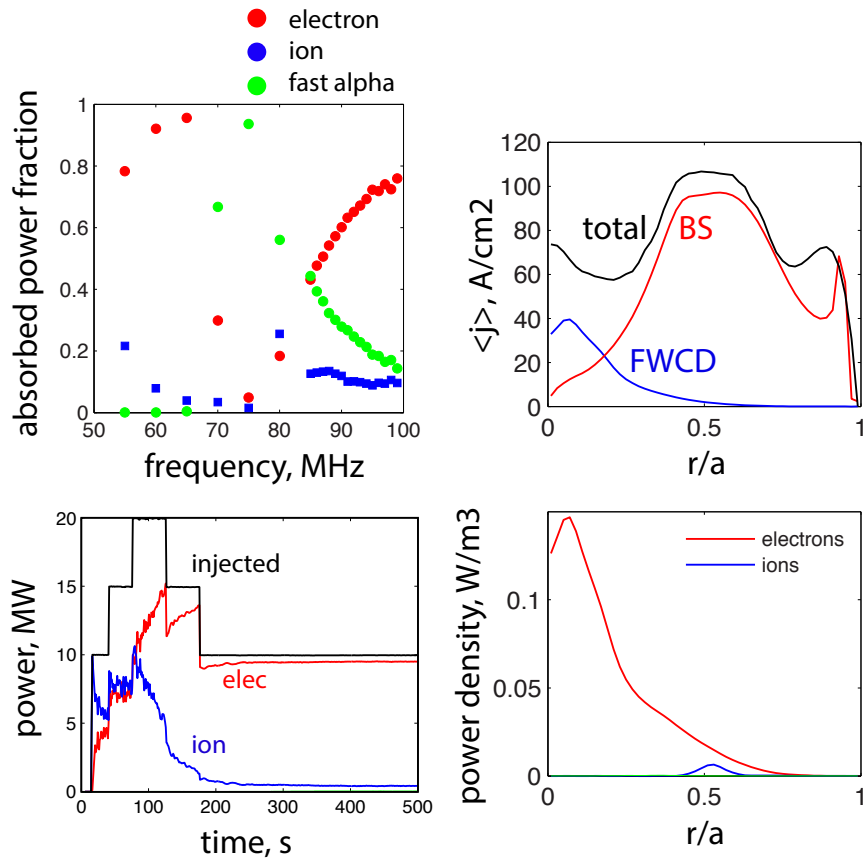 electron
ion
fast alpha
absorbed power fraction
1
0.8
0.6
0.4
0.2
0
50 60 70 80 90 100
frequency, MHz
<j>, A/cm2
120
100
80
60
40
20
0
total
BS
FWCD
0 0.5 1
r/a
power, MW
20
15
10
5
0
injected
elec
ion
0 100 200 300 400 500
time, s
power density, W/m3
0.1
0.05
0
electrons
ions
0 0.5 1
r/a